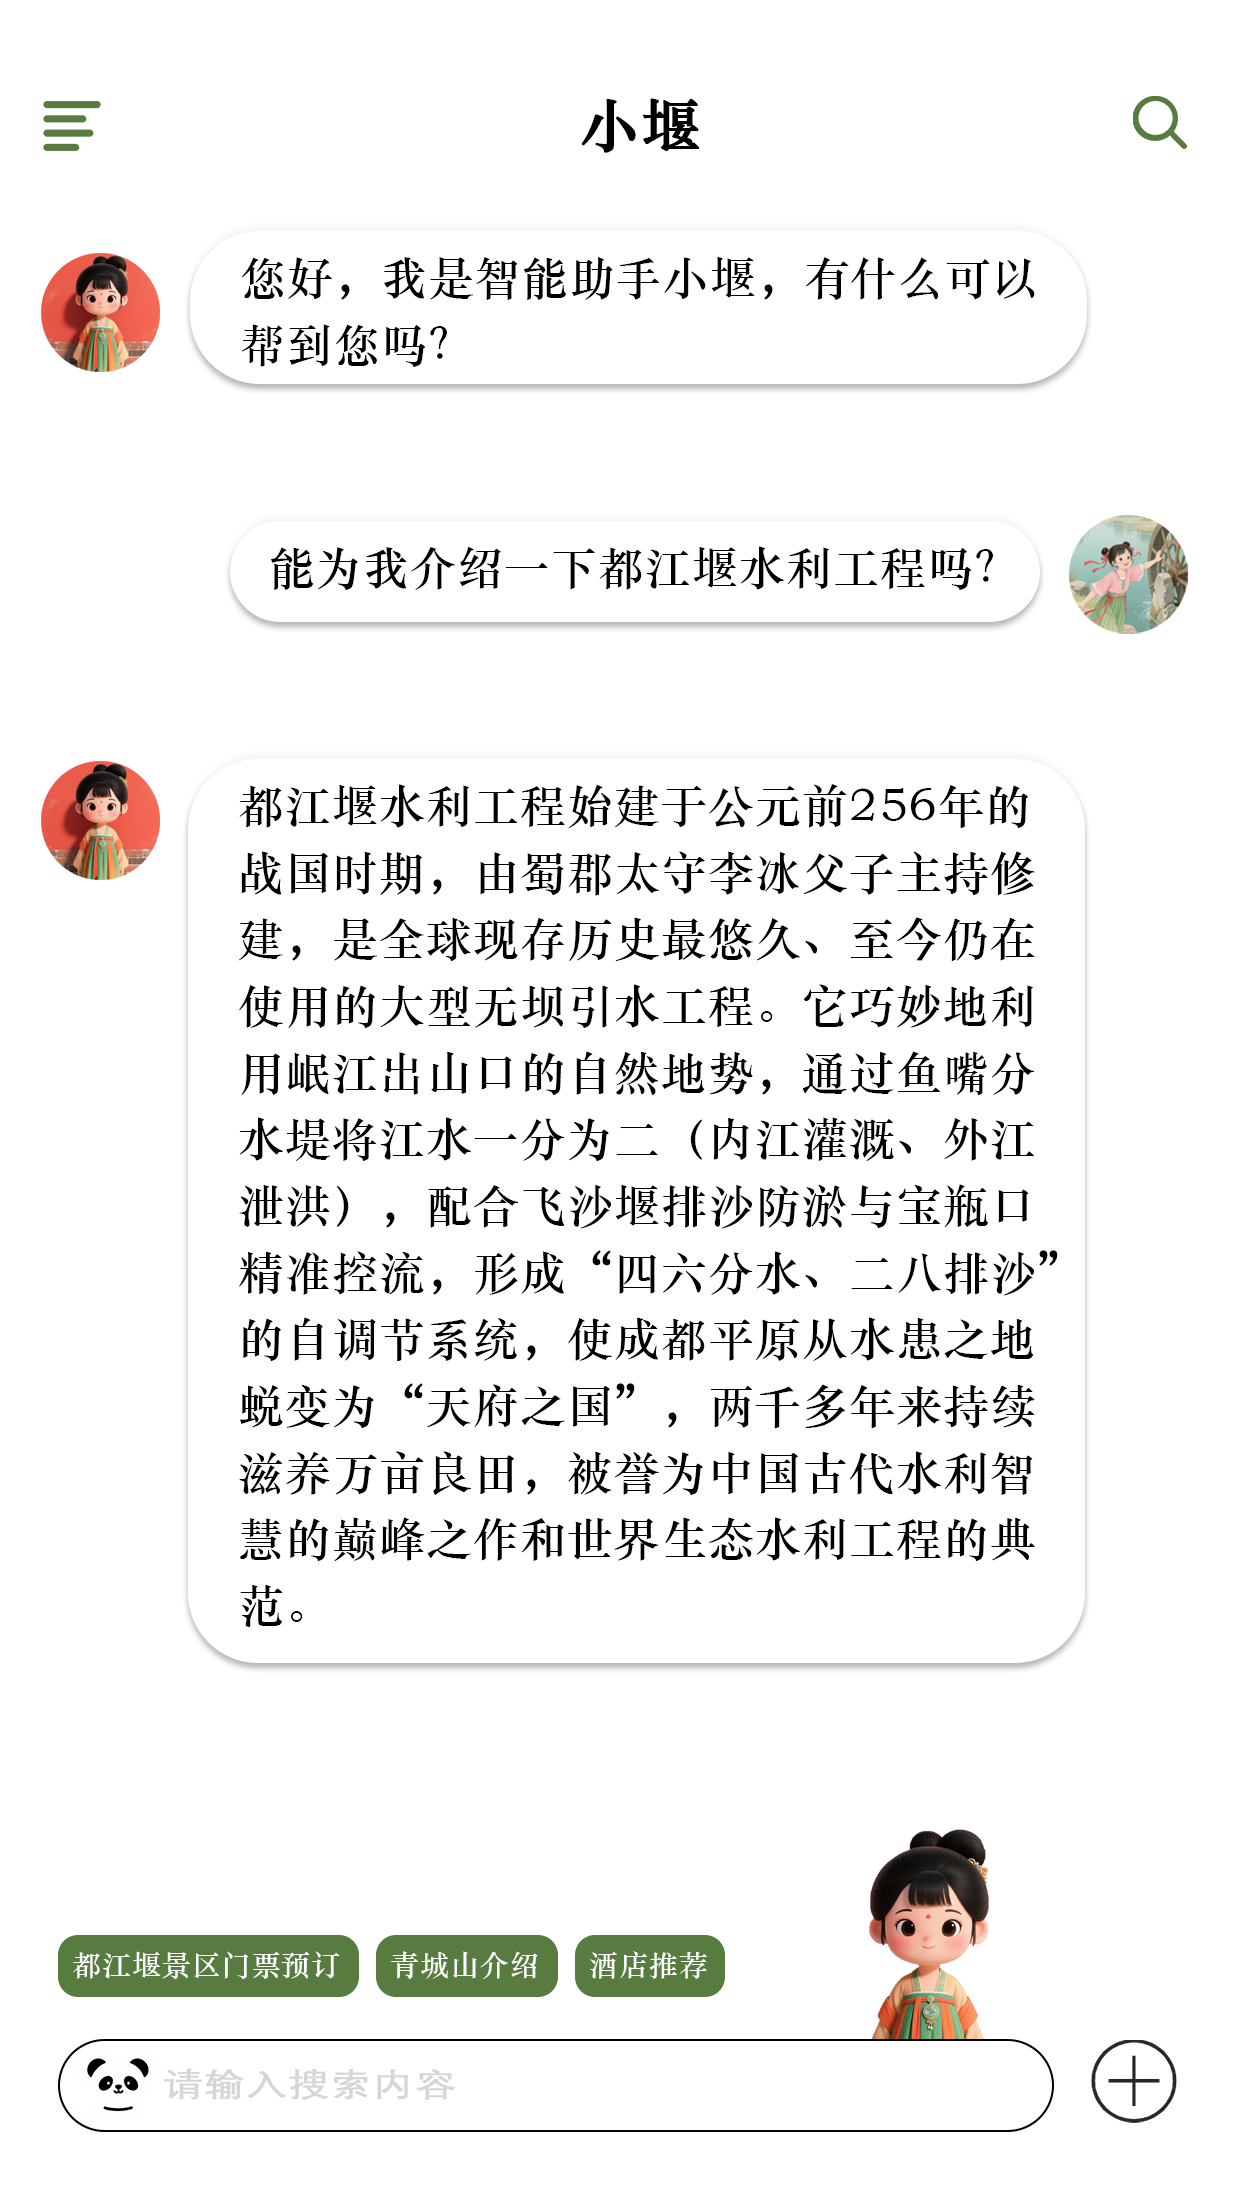 小堰
您好，我是智能助手小堰，有什么可以
帮到您吗？
能为我介绍一下都江堰水利工程吗？
都江堰水利工程始建于公元前256年的
战国时期，由蜀郡太守李冰父子主持修
建，是全球现存历史最悠久、至今仍在
使用的大型无坝引水工程。它巧妙地利
用岷江出山口的自然地势，通过鱼嘴分
水堤将江水一分为二（内江灌溉、外江
泄洪），配合飞沙堰排沙防淤与宝瓶口
精准控流，形成“四六分水、二八排沙”
的自调节系统，使成都平原从水患之地
蜕变为“天府之国”，两千多年来持续
滋养万亩良田，被誉为中国古代水利智
慧的巅峰之作和世界生态水利工程的典
范。
都江堰景区门票预订
青城山介绍
酒店推荐
请输入搜索内容